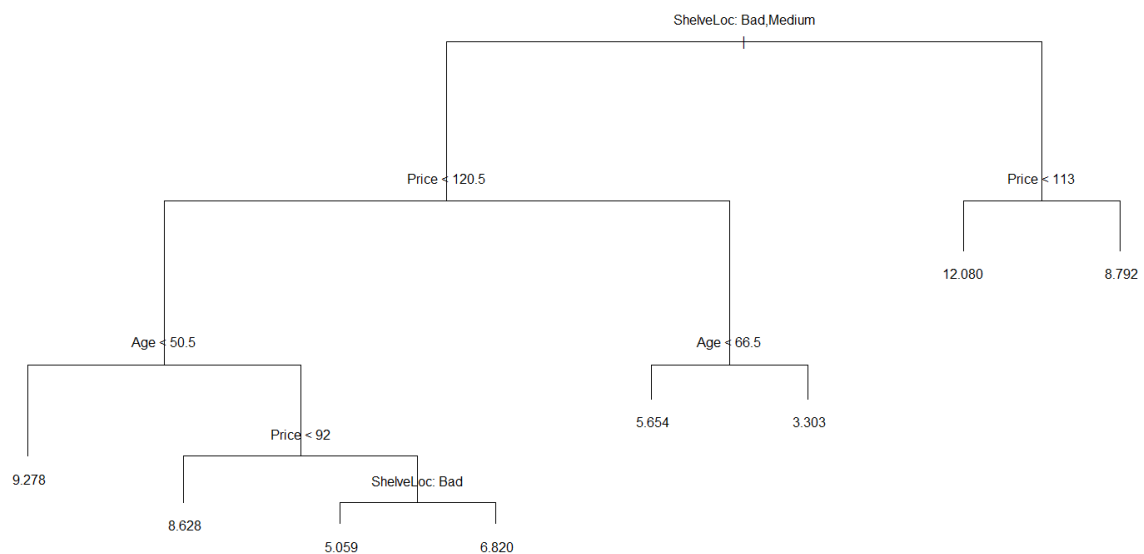 ShelveLoc: Bad,Medium
Price < 120.5
Price < 113
12.080
8.792
Age < 50.5
Age < 66.5
5.654
3.303
Price < 92
9.278
ShelveLoc: Bad
8.628
5.059
6.820